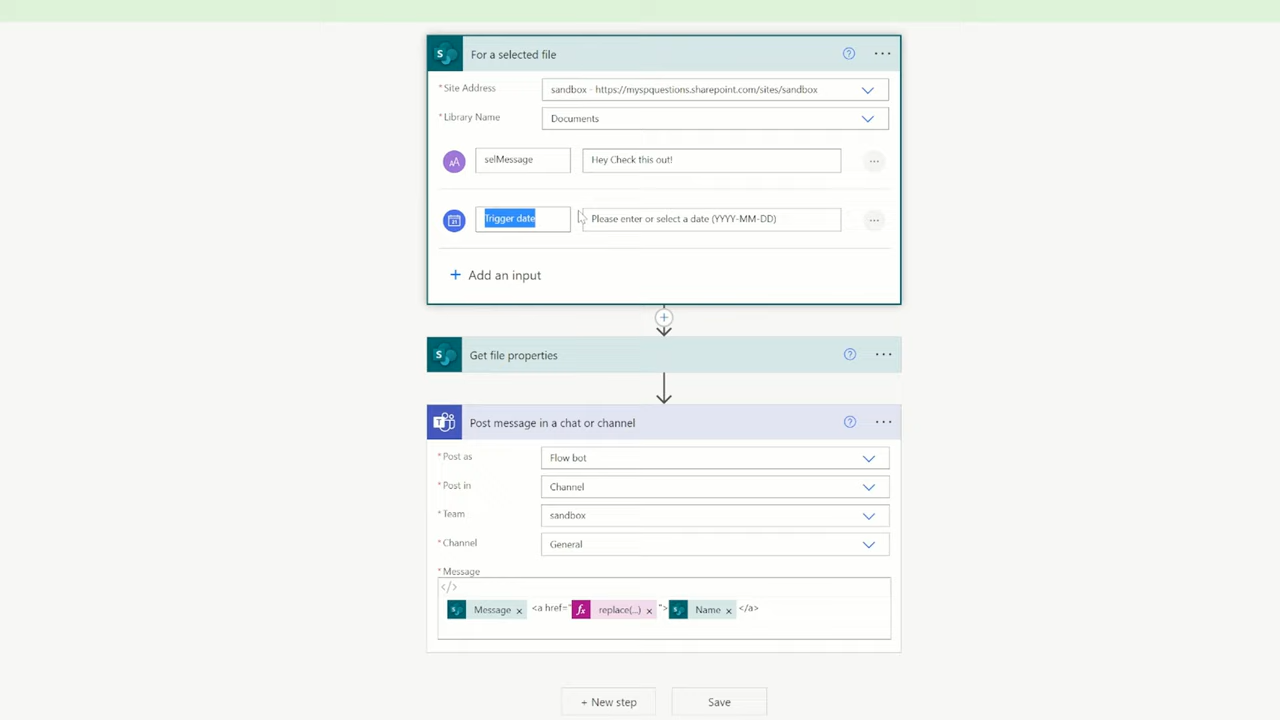 For a selected file
* Site Address
sandbox - https://myspquestions.sharepoint.com/sites/sandbox
* Library Name
Documents
selMessage
Hey Check this out!
Trigger date
Please enter or select a date (YYYY-MM-DD)
+ Add an input
Get file properties
Post message in a chat or channel
* Post as
Flow bot
* Post in
Channel
* Team
sandbox
* Channel
General
* Message
</>
Message × <a href=" replace(...) × "> Name × </a>
+ New step
Save